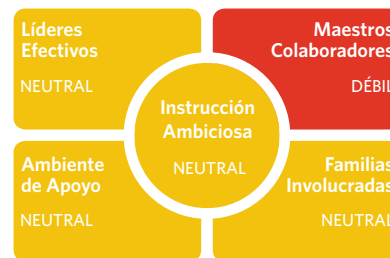 Líderes
Efectivos
NEUTRAL
Maestros
Colaboradores
DÉBIL
Instrucción
Ambiciosa
NEUTRAL
Ambiente
de Apoyo
NEUTRAL
Familias
Involucradas
NEUTRAL